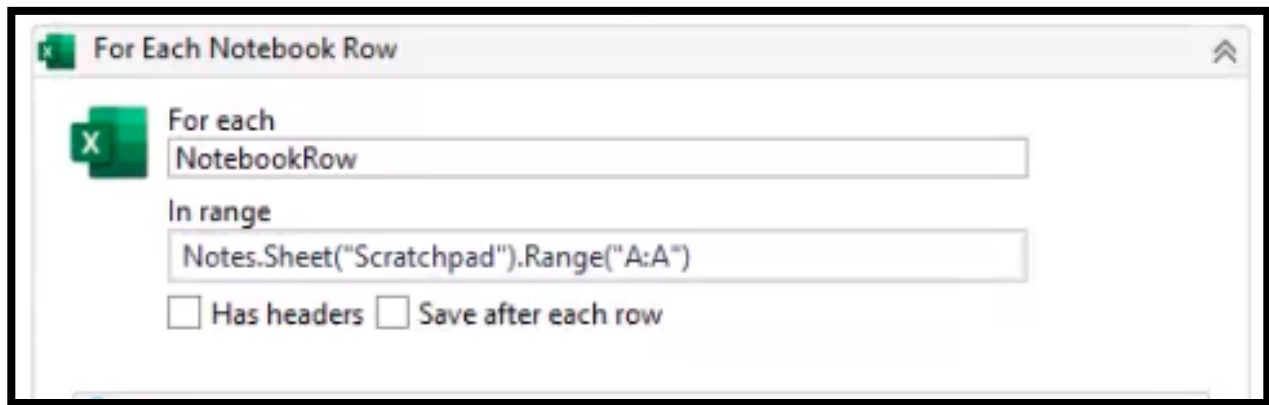 For Each Notebook Row
For each
NotebookRow
In range
Notes.Sheet("Scratchpad").Range("A:A")
Has headers Save after each row